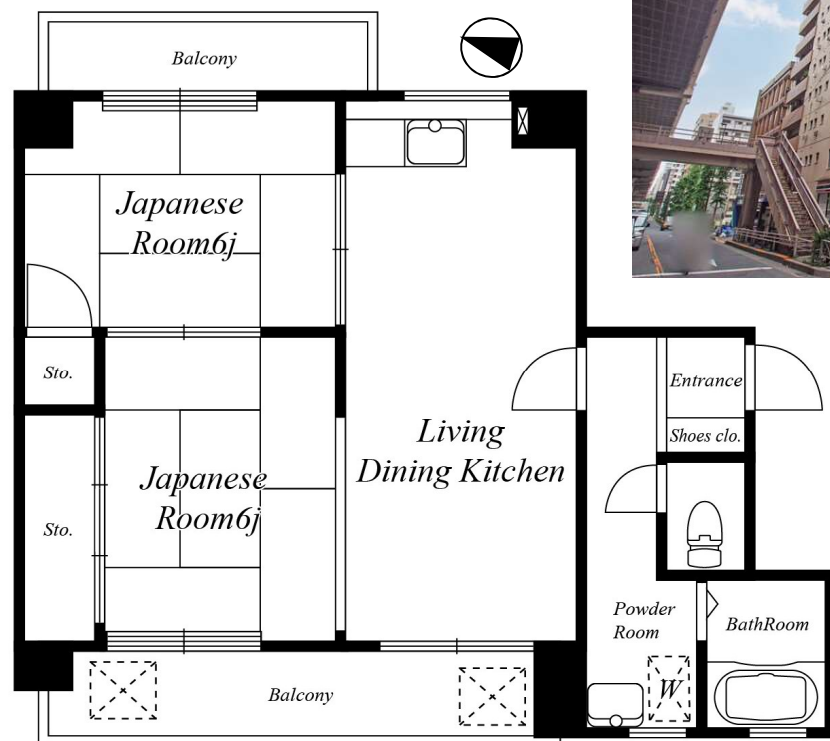 Balcony
Japanese
Room6j
Sto.
Entrance
Shoes clo.
Living
Dining Kitchen
Japanese
Room6j
Sto.
Powder
Room
BathRoom
W
Balcony